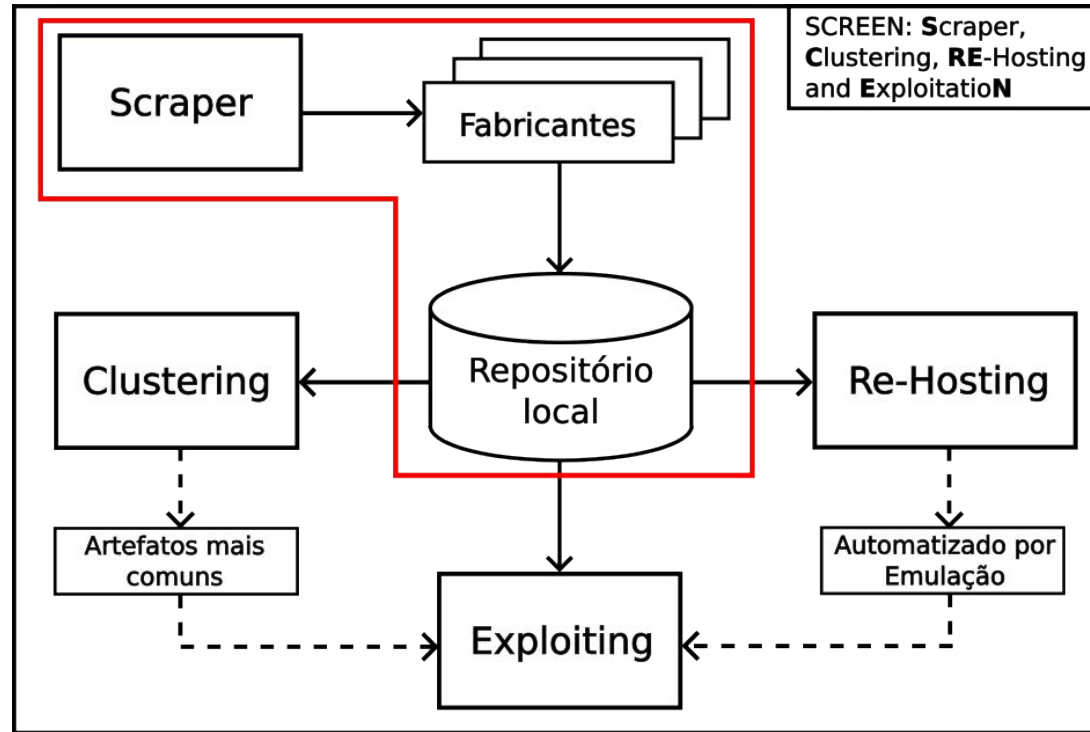 SCREEN: Scraper,
Clustering, RE-Hosting
and ExploitatioN
Scraper
Fabricantes
Repositório
local
Clustering
Re-Hosting
Artefatos mais
comuns
Automatizado por
Emulação
Exploiting